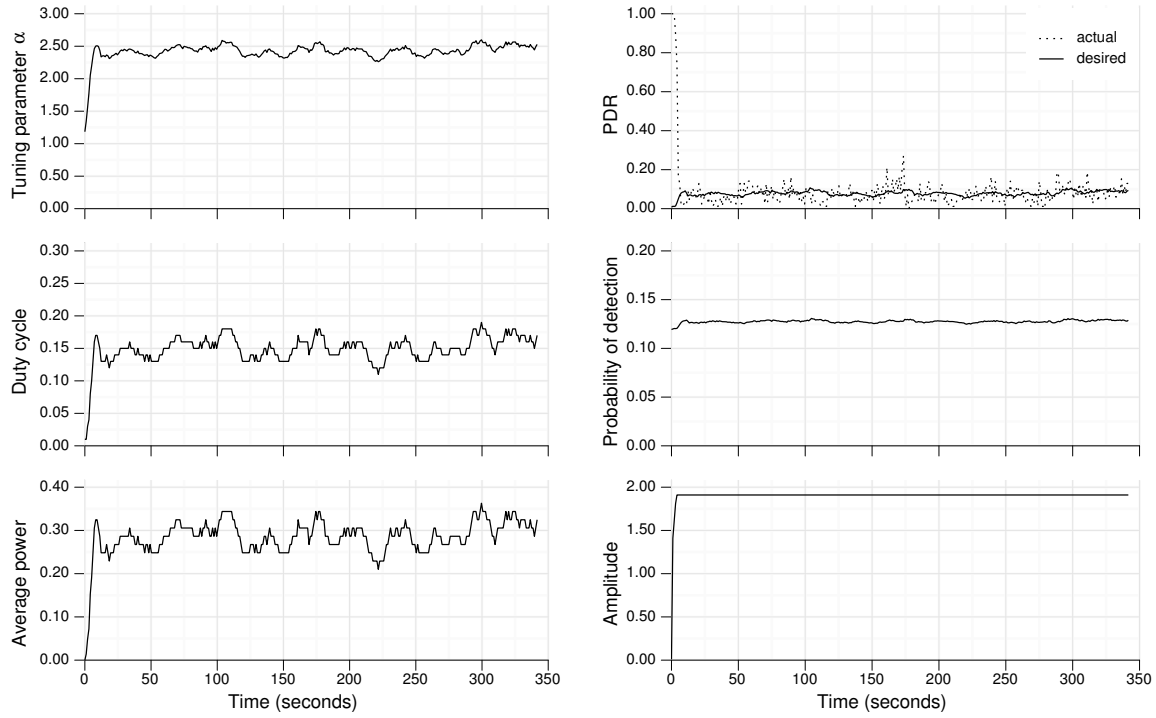 Tuning parameter α
3.00
2.50
2.00
1.50
1.00
0.50
0.00
PDR
1.00
0.80
0.60
0.40
0.20
0.00
actual
desired
Duty cycle
0.30
0.25
0.20
0.15
0.10
0.05
0.00
Probability of detection
0.20
0.15
0.10
0.05
0.00
Average power
0.40
0.30
0.20
0.10
0.00
0 50 100 150 200 250 300 350
Time (seconds)
Amplitude
2.00
1.50
1.00
0.50
0.00
0 50 100 150 200 250 300 350
Time (seconds)